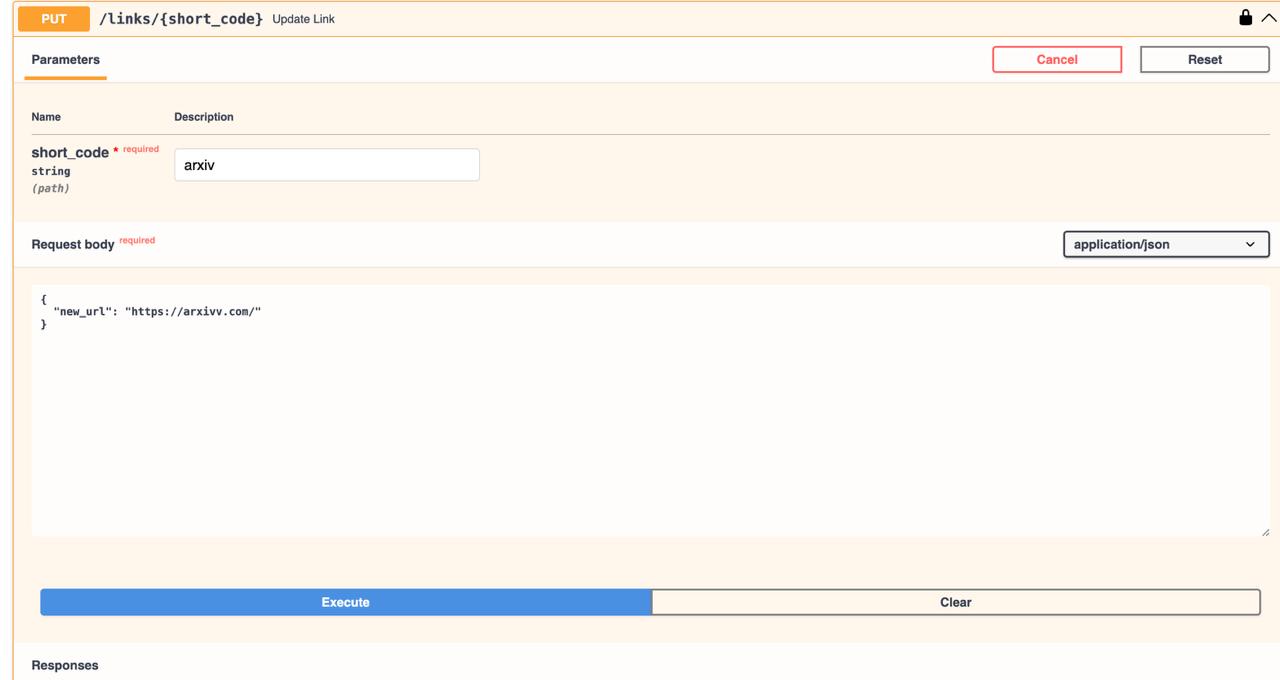 PUT /links/{short_code} Update Link
Parameters
Cancel
Reset
Name Description
short_code * required
string
(path)
arxiv
Request body required
application/json
{
  "new_url": "https://arxivv.com/"
}
Execute
Clear
Responses